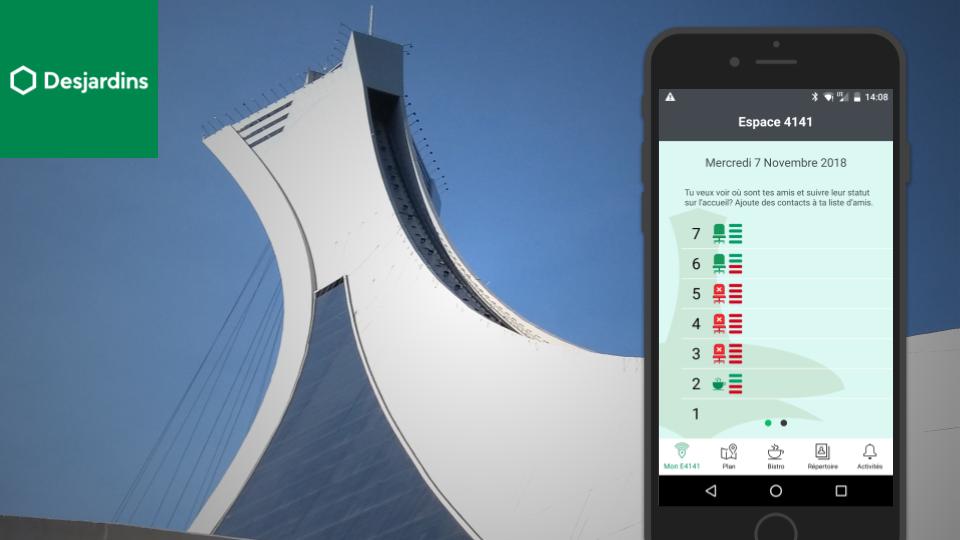 Desjardins
14:08
Espace 4141
Mercredi 7 Novembre 2018
Tu veux voir où sont tes amis et suivre leur statut
sur l'accueil? Ajoute des contacts à ta liste d'amis.
7
6
5
4
3
2
1
Mon E4141 Plan Bistro Répertoire Activités